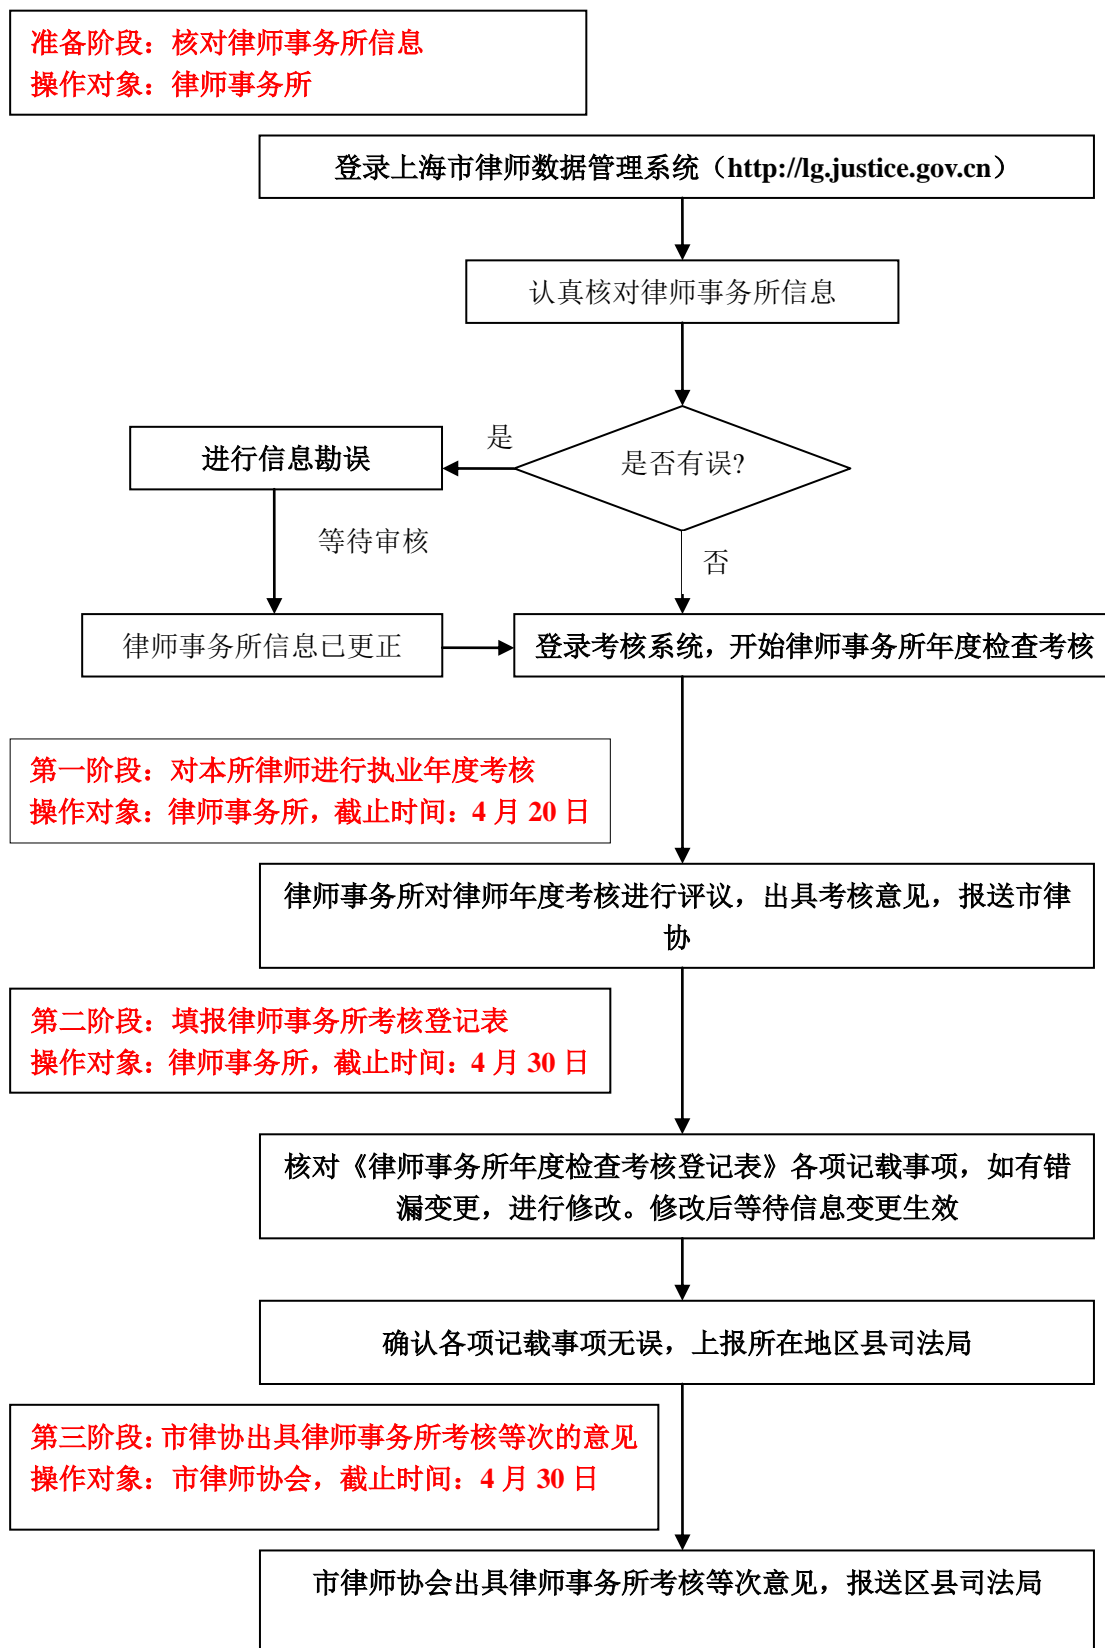 准备阶段：核对律师事务所信息
操作对象：律师事务所
登录上海市律师数据管理系统（http://lg.justice.gov.cn）
认真核对律师事务所信息
是否有误?
是
进行信息勘误
等待审核
否
律师事务所信息已更正
登录考核系统，开始律师事务所年度检查考核
第一阶段：对本所律师进行执业年度考核
操作对象：律师事务所，截止时间：4 月 20 日
律师事务所对律师年度考核进行评议，出具考核意见，报送市律
协
第二阶段：填报律师事务所考核登记表
操作对象：律师事务所，截止时间：4 月 30 日
核对《律师事务所年度检查考核登记表》各项记载事项，如有错
漏变更，进行修改。修改后等待信息变更生效
确认各项记载事项无误，上报所在地区县司法局
第三阶段：市律协出具律师事务所考核等次的意见
操作对象：市律师协会，截止时间：4 月 30 日
市律师协会出具律师事务所考核等次意见，报送区县司法局